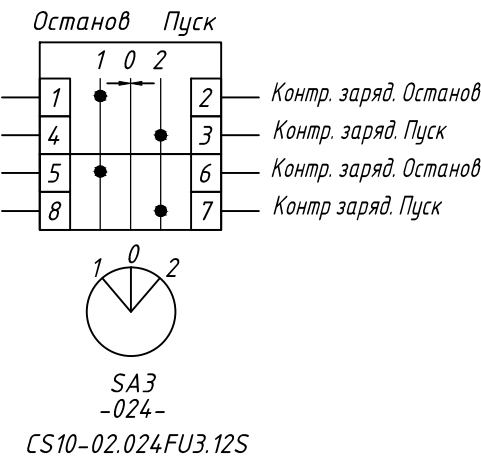 Останов Пуск
1 0 2
1 2 Контр. заряд. Останов
4 3 Контр. заряд. Пуск
5 6 Контр. заряд. Останов
8 7 Контр заряд. Пуск
1 0 2
SA3
-024-
CS10-02.024FU3.12S